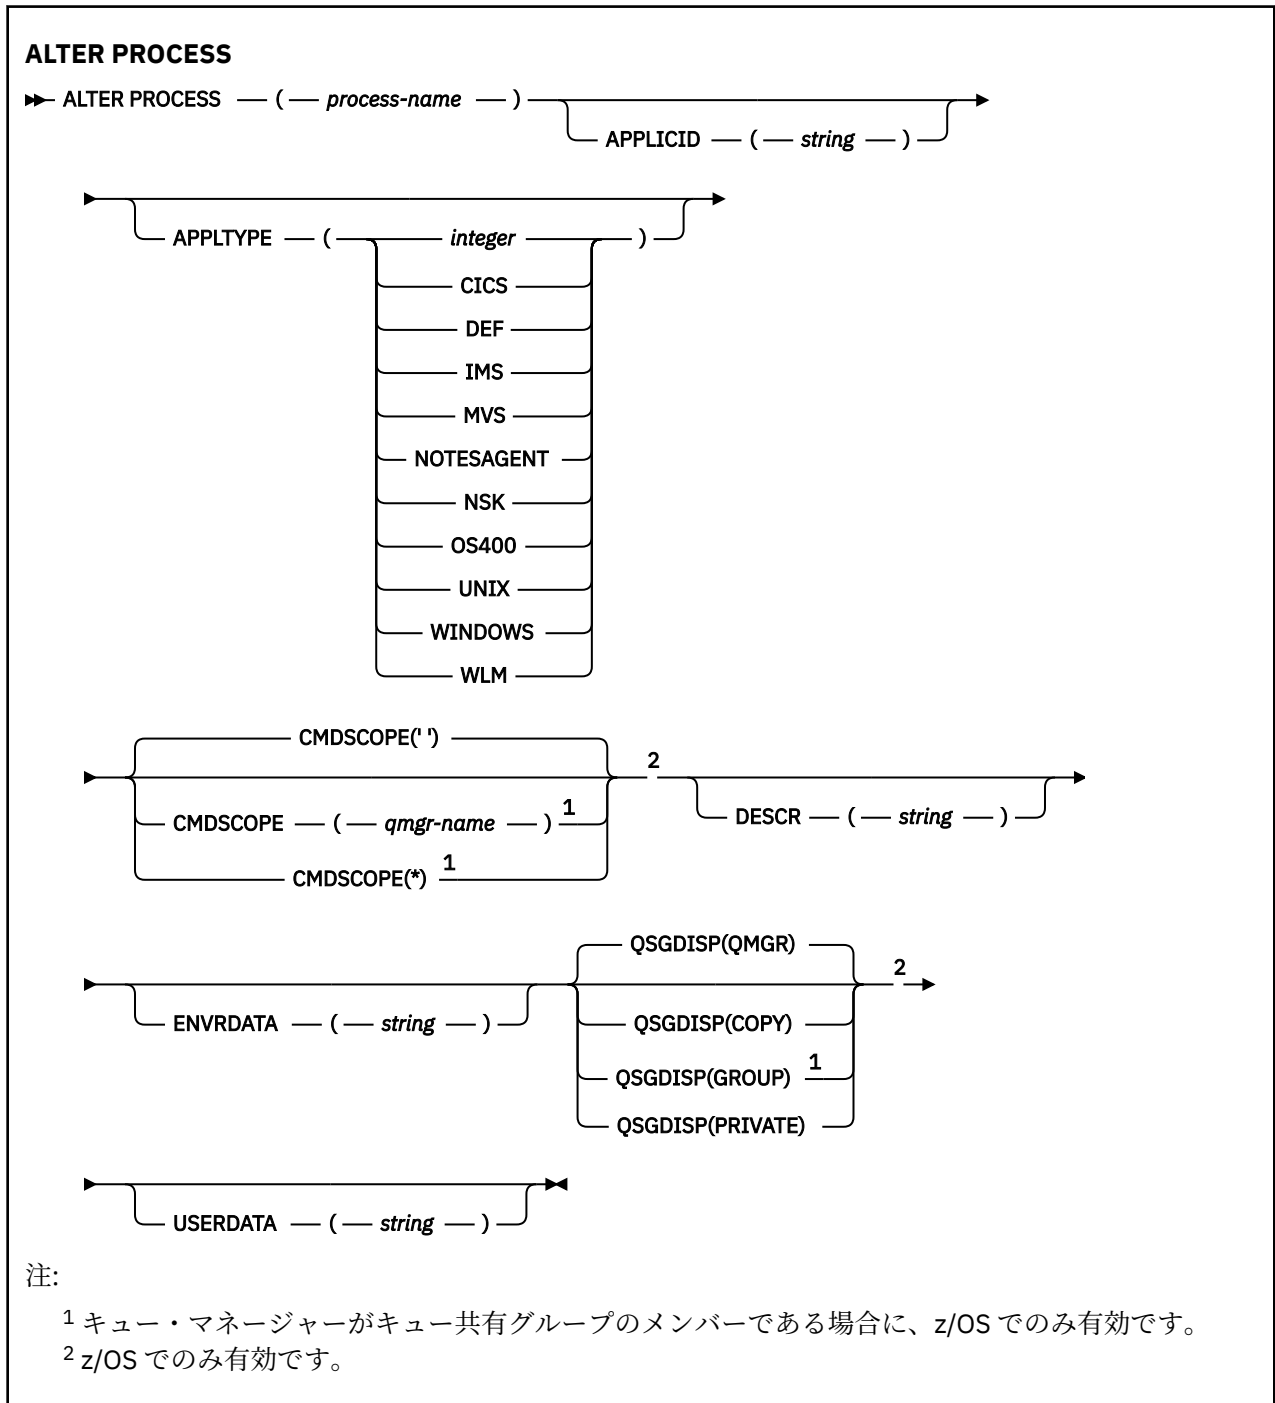 ALTER PROCESS
ALTER PROCESS ( process-name )
APPLICID ( string )
APPLTYPE ( integer )
CICS
DEF
IMS
MVS
NOTESAGENT
NSK
OS400
UNIX
WINDOWS
WLM
CMDSCOPE(' ')
2
CMDSCOPE ( qmgr-name ) 1
CMDSCOPE(*) 1
DESCR ( string )
ENVRDATA ( string )
QSGDISP(QMGR)
2
QSGDISP(COPY)
QSGDISP(GROUP) 1
QSGDISP(PRIVATE)
USERDATA ( string )
注:
1 キュー・マネージャーがキュー共有グループのメンバーである場合に、z/OS でのみ有効です。
2 z/OS でのみ有効です。